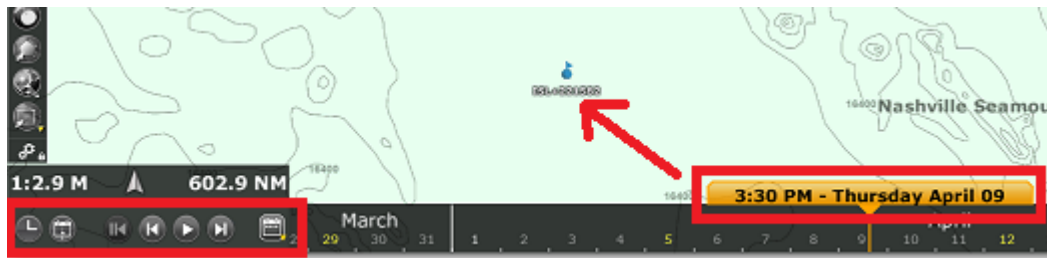 16400 Nashville Seamou
16400
1:2.9 M 602.9 NM
3:30 PM - Thursday April 09
March April
29 30 31 1 2 3 4 5 6 7 8 9 10 11 12